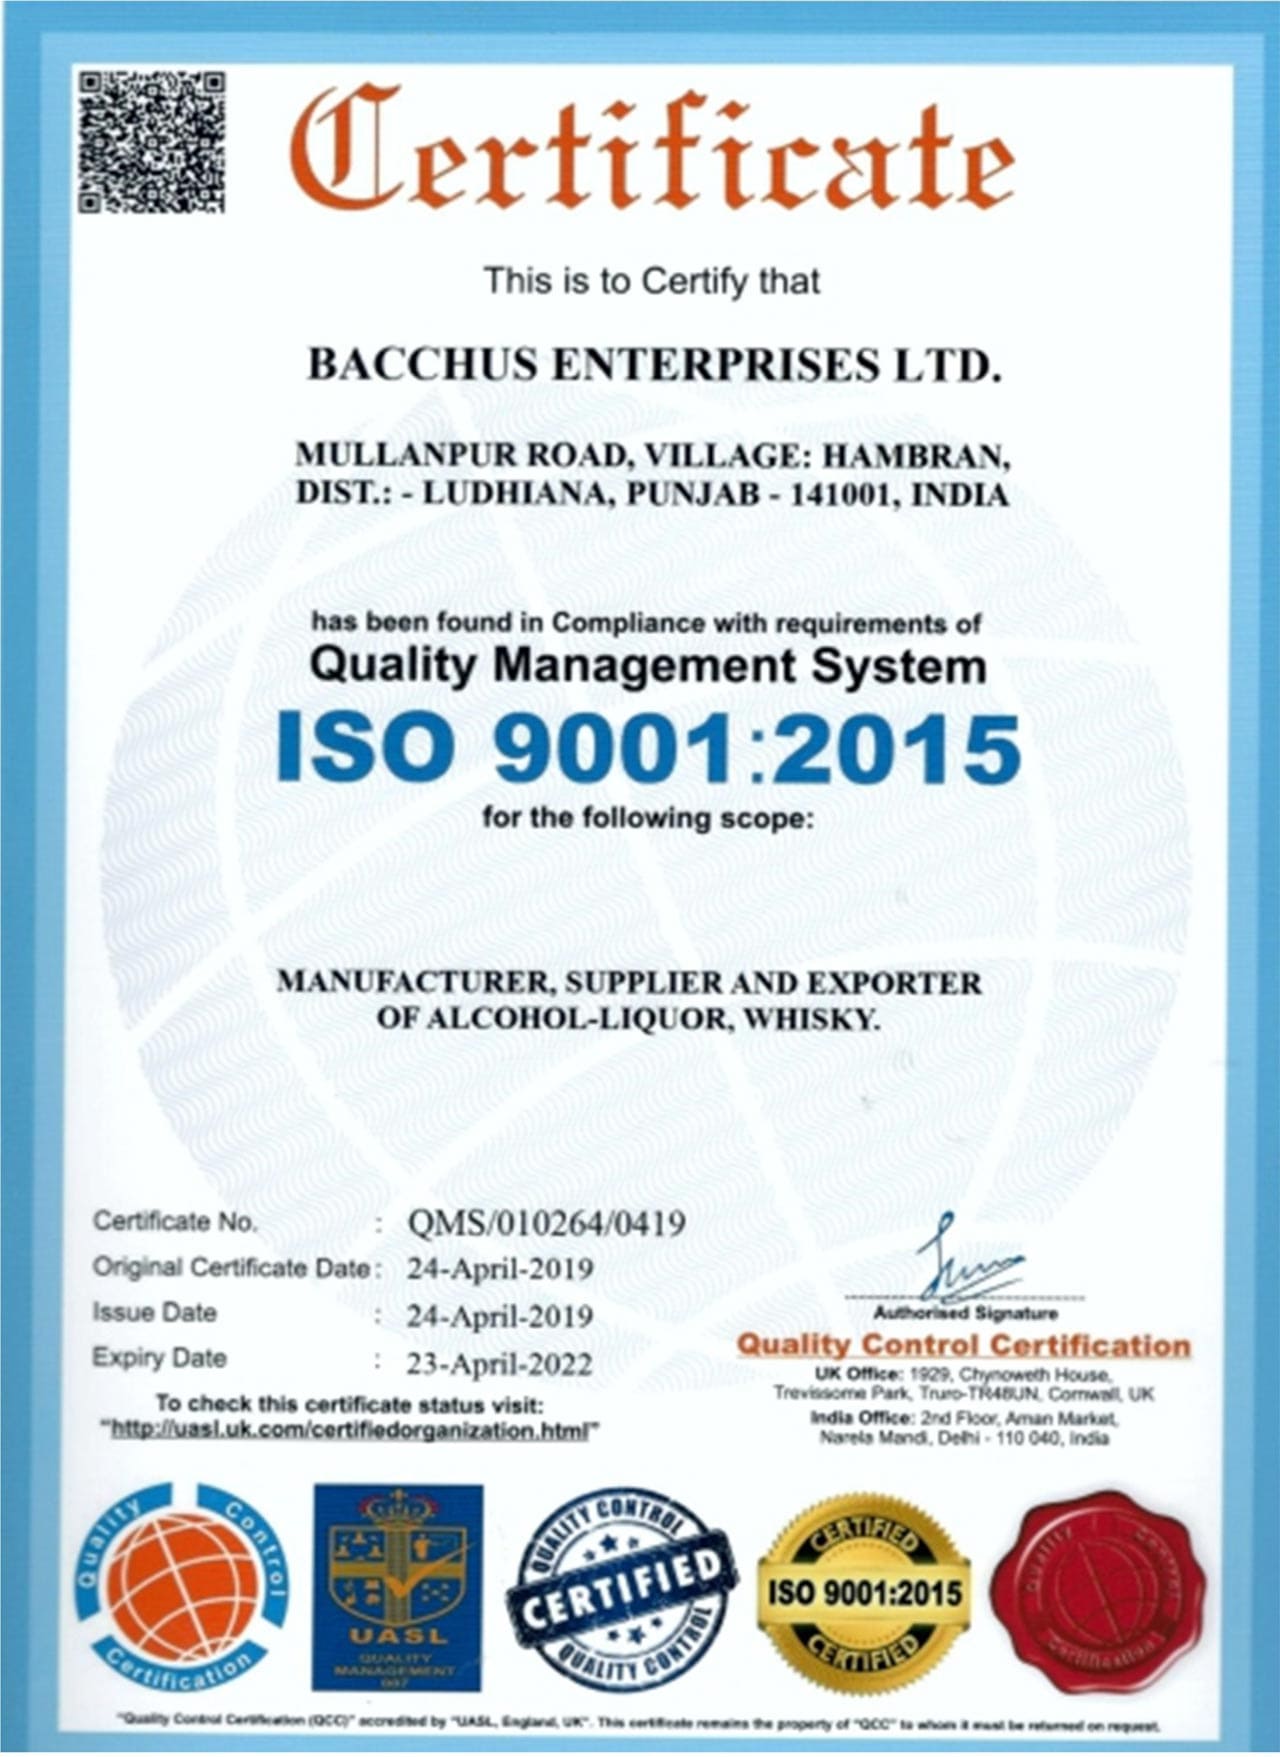 Certificate
This is to Certify that
BACCHUS ENTERPRISES LTD.
MULLANPUR ROAD, VILLAGE: HAMBRAN,
DIST.: - LUDHIANA, PUNJAB - 141001, INDIA
has been found in Compliance with requirements of
Quality Management System
ISO 9001:2015
for the following scope:
MANUFACTURER, SUPPLIER AND EXPORTER
OF ALCOHOL-LIQUOR, WHISKY.
Certificate No. : QMS/010264/0419
Original Certificate Date : 24-April-2019
Issue Date : 24-April-2019
Expiry Date : 23-April-2022
To check this certificate status visit:
"http://uasl.uk.com/certifiedorganization.html"
Authorised Signature
Quality Control Certification
UK Office: 1929, Chynoweth House,
Trevissome Park, Truro-TR48UN, Cornwall, UK
India Office: 2nd Floor, Aman Market,
Narela Mandi, Delhi - 110 040, India
Quality Control
Certification
UASL
QUALITY
MANAGEMENT
007
QUALITY CONTROL
CERTIFIED
QUALITY CONTROL
CERTIFIED
ISO 9001:2015
CERTIFIED
Quality Control
Certification
"Quality Control Certification (QCC)" accredited by "UASL, England, UK". This certificate remains the property of "QCC" to whom it must be returned on request.